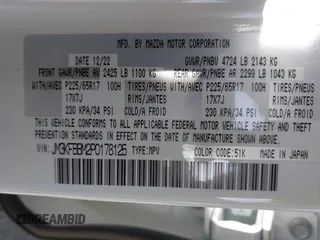 MFD. BY MAZDA MOTOR CORPORATION
12/22 GVWR/PNBV 4724 LB 2143 KG
FRONT GAWR/PNBE AV 2425 LB 1100 KG REAR GAWR/PNBE AR 2299 LB 1043 KG
WITH/AVEC P225/65R17 100H TIRES/PNEUS WITH/AVEC P225/65R17 100H TIRES/PNEUS
17X7J RIMS/JANTES 17X7J RIMS/JANTES
230 KPA/34 PSI COLD/A FROID 230 KPA/34 PSI COLD/A FROID
THIS VEHICLE CONFORMS TO ALL APPLICABLE FEDERAL MOTOR VEHICLE SAFETY
STANDARDS IN EFFECT ON THE DATE OF MANUFACTURE SHOWN ABOVE.
VIN: JM3KFBBM2P0178125 TYPE:MPV COLOR CODE:51K MADE IN JAPAN
DREAMBID